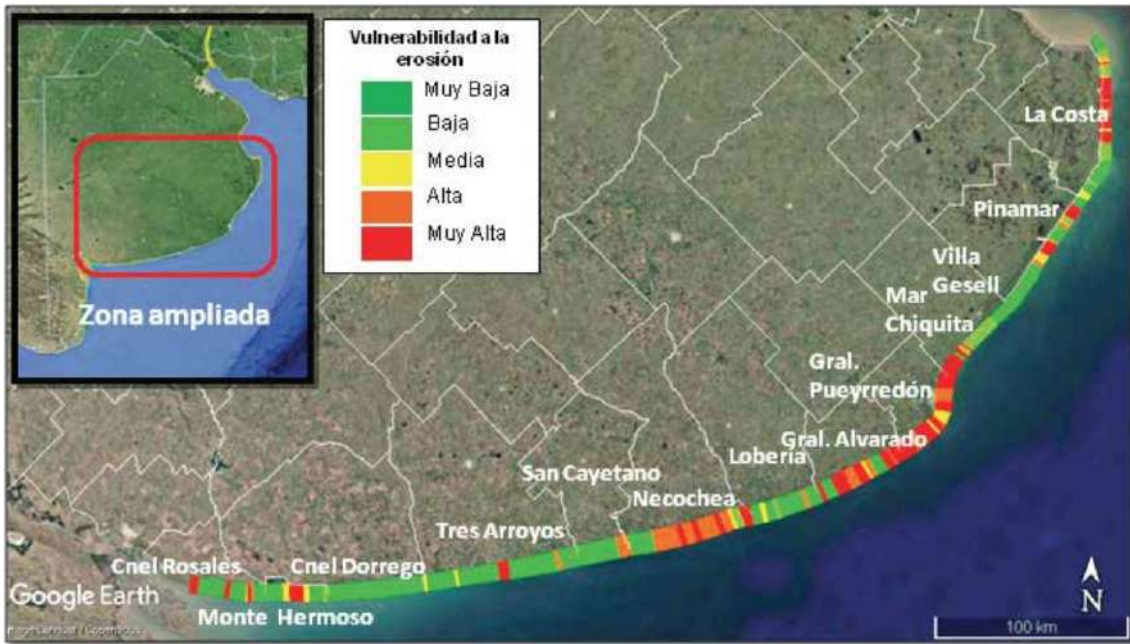 Vulnerabilidad a la
erosión
Muy Baja
Baja
Media
Alta
Muy Alta
Zona ampliada
La Costa
Pinamar
Villa
Gesell
Mar
Chiquita
Gral.
Pueyrredón
Gral. Alvarado
Lobería
San Cayetano
Necochea
Tres Arroyos
Cnel Rosales
Cnel Dorrego
Monte Hermoso
Google Earth
N
100 km